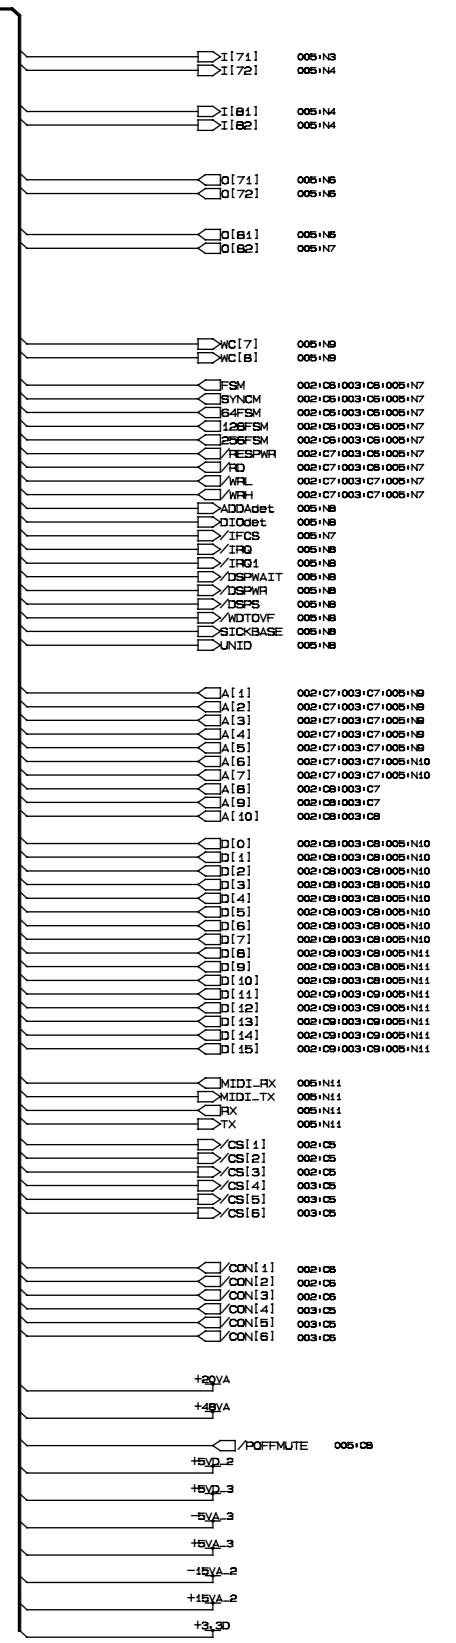 I[71] 005:N3
I[72] 005:N4
I[81] 005:N4
I[82] 005:N4
O[71] 005:N6
O[72] 005:N6
O[81] 005:N6
O[82] 005:N7
WC[7] 005:N9
WC[8] 005:N9
FSM 002:C6:003:C6:005:N7
SYNCM 002:C6:003:C6:005:N7
64FSM 002:C6:003:C6:005:N7
128FSM 002:C6:003:C6:005:N7
256FSM 002:C6:003:C6:005:N7
/RESPWR 002:C7:003:C6:005:N7
/RD 002:C7:003:C6:005:N7
/WRL 002:C7:003:C7:005:N7
/WRH 002:C7:003:C7:005:N7
ADDAdet 005:N8
DIOdet 005:N8
/IFCS 005:N7
/IRQ 005:N8
/IRQ1 005:N8
/DSPWAIT 005:N8
/DSPWR 005:N8
/DSPS 005:N8
/WDTOVF 005:N8
SICKBASE 005:N8
UNID 005:N8
A[1] 002:C7:003:C7:005:N9
A[2] 002:C7:003:C7:005:N9
A[3] 002:C7:003:C7:005:N9
A[4] 002:C7:003:C7:005:N9
A[5] 002:C7:003:C7:005:N9
A[6] 002:C7:003:C7:005:N10
A[7] 002:C7:003:C7:005:N10
A[8] 002:C8:003:C7
A[9] 002:C8:003:C7
A[10] 002:C8:003:C8
D[0] 002:C8:003:C8:005:N10
D[1] 002:C8:003:C8:005:N10
D[2] 002:C8:003:C8:005:N10
D[3] 002:C8:003:C8:005:N10
D[4] 002:C8:003:C8:005:N10
D[5] 002:C8:003:C8:005:N10
D[6] 002:C8:003:C8:005:N10
D[7] 002:C8:003:C8:005:N10
D[8] 002:C8:003:C8:005:N11
D[9] 002:C9:003:C8:005:N11
D[10] 002:C9:003:C8:005:N11
D[11] 002:C9:003:C9:005:N11
D[12] 002:C9:003:C9:005:N11
D[13] 002:C9:003:C9:005:N11
D[14] 002:C9:003:C9:005:N11
D[15] 002:C9:003:C9:005:N11
MIDI_RX 005:N11
MIDI_TX 005:N11
RX 005:N11
TX 005:N11
/CS[1] 002:C5
/CS[2] 002:C5
/CS[3] 002:C5
/CS[4] 003:C5
/CS[5] 003:C5
/CS[6] 003:C5
/CON[1] 002:C6
/CON[2] 002:C6
/CON[3] 002:C6
/CON[4] 003:C5
/CON[5] 003:C5
/CON[6] 003:C6
+20VA
+48VA
/POFFMUTE 005:C8
+5VD_2
+5VD_3
-5VA_3
+5VA_3
-15VA_2
+15VA_2
+3.3D